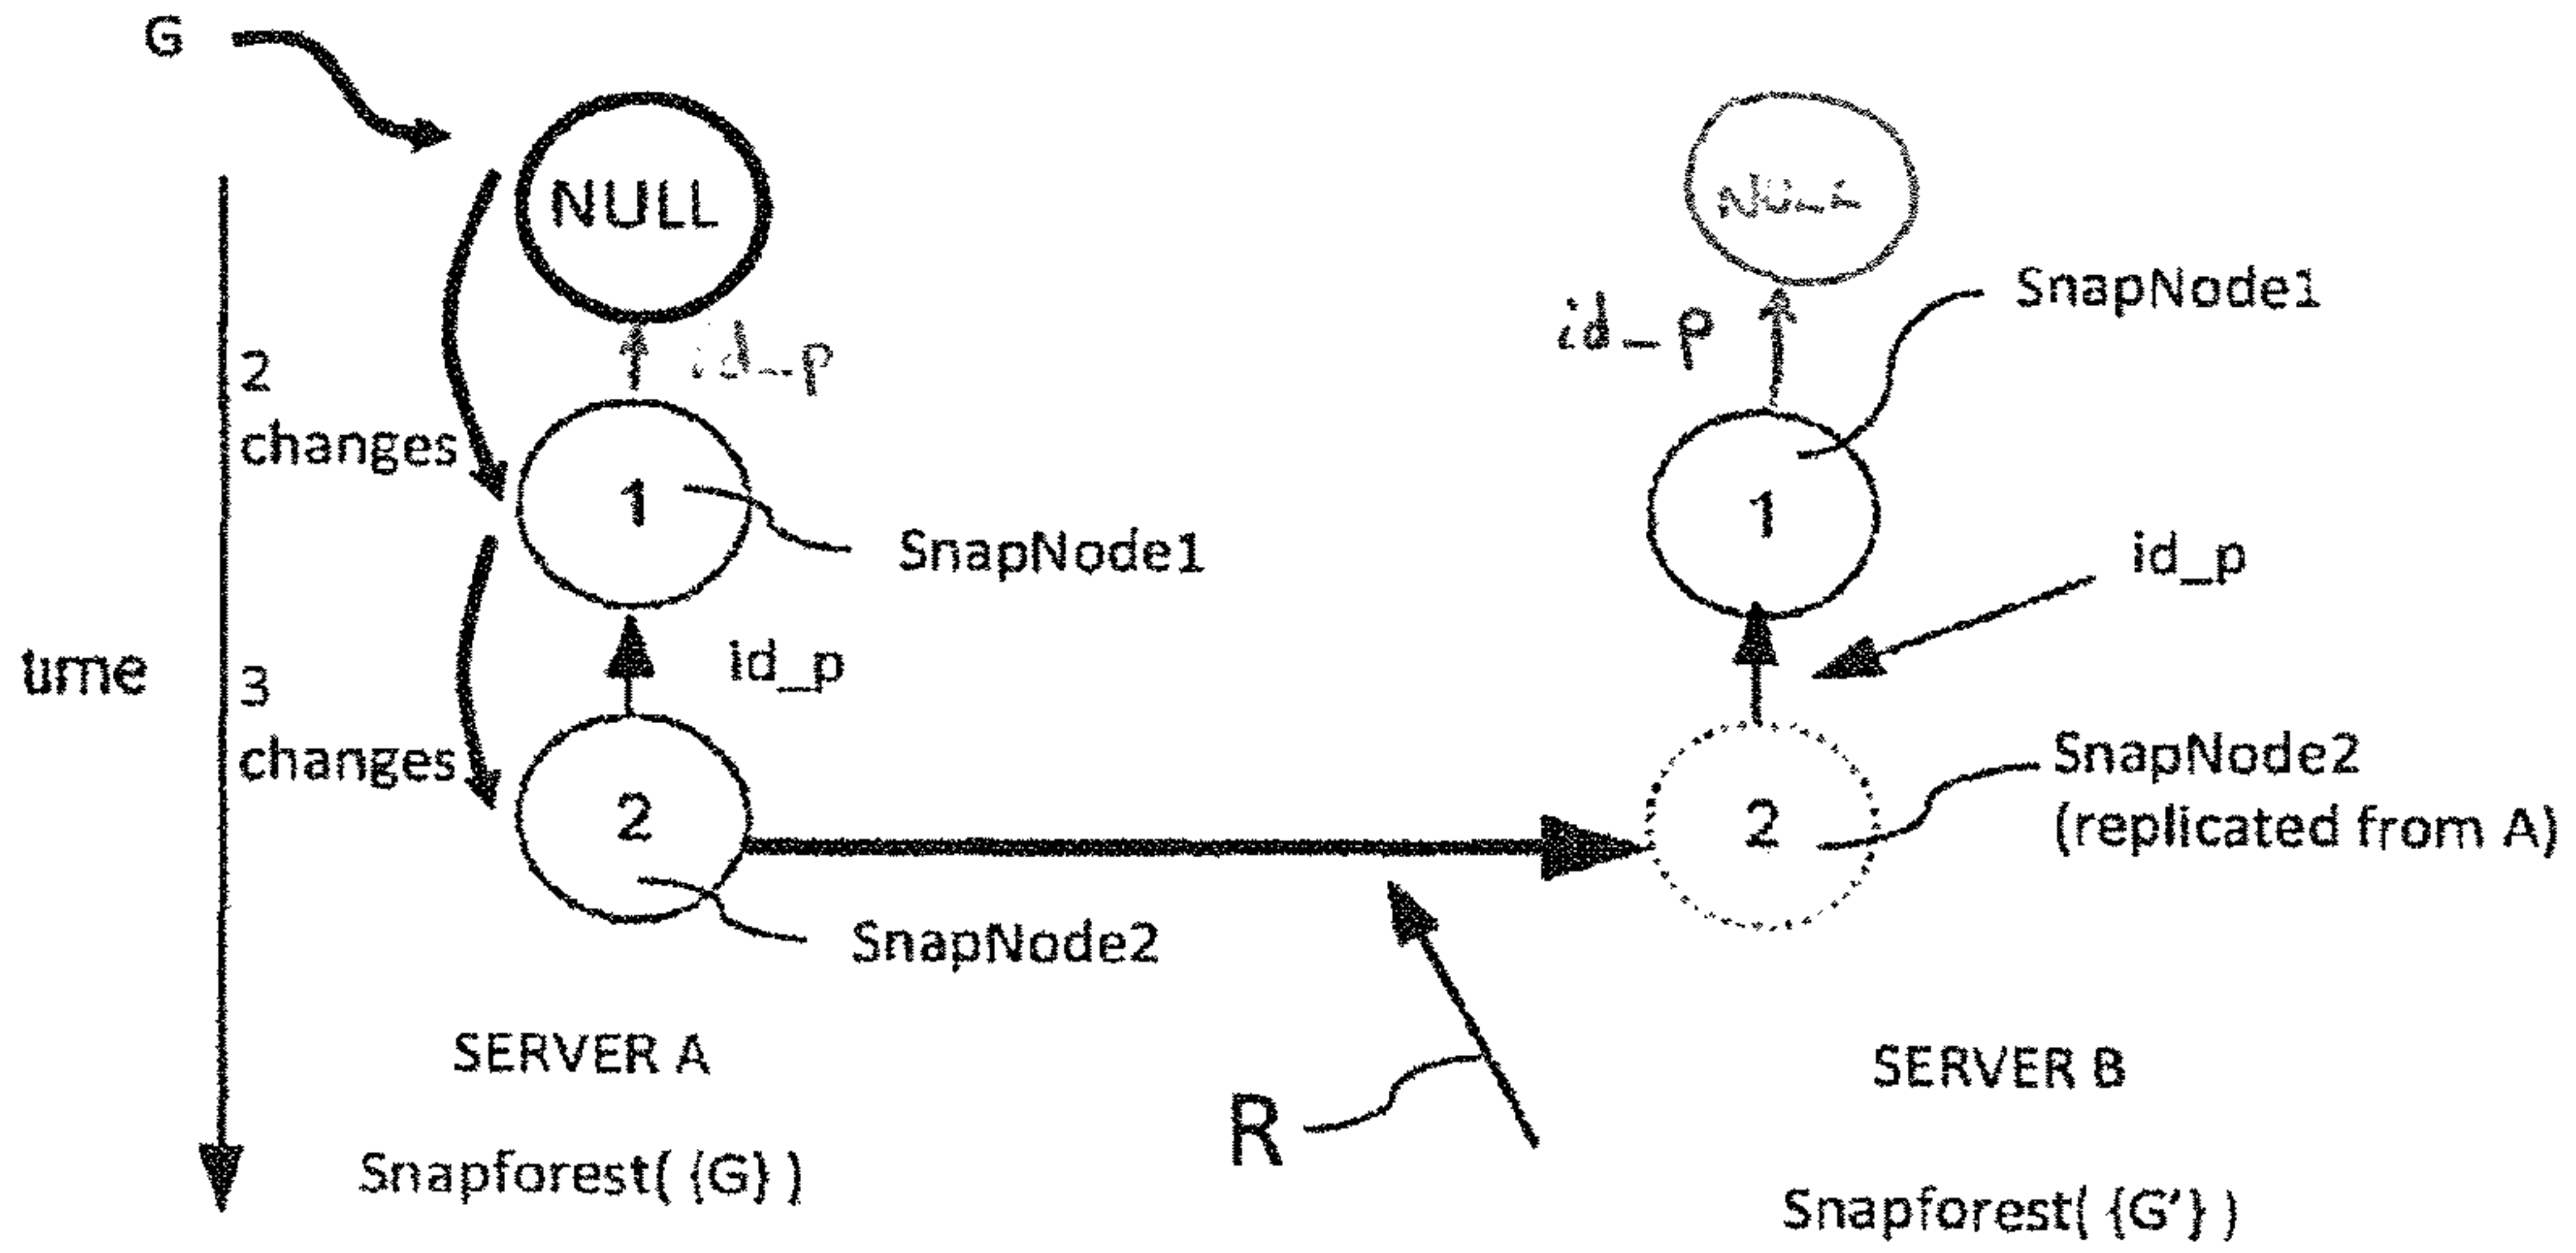 G
NULL
NULL
id_p
id_p
SnapNode1
2
changes
1
SnapNode1
1
id_p
time
id_p
3
changes
2
SnapNode2
2
SnapNode2
(replicated from A)
SERVER A
R
SERVER B
Snapforest( {G} )
Snapforest( {G'} )